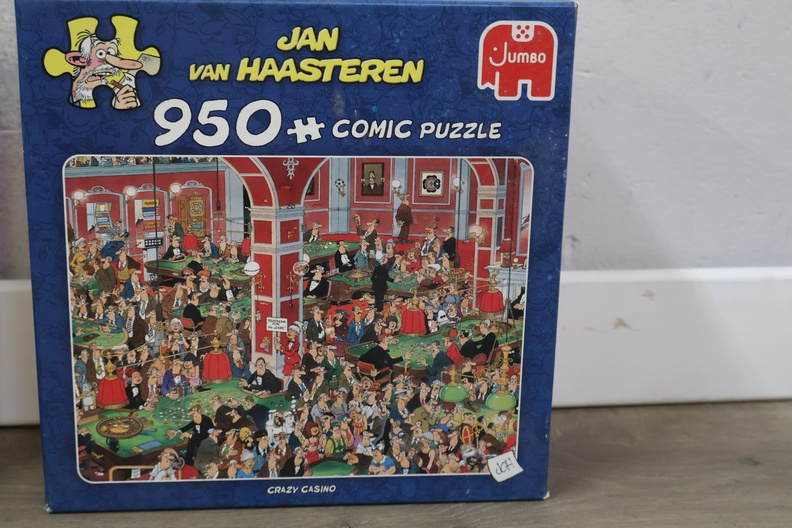 JAN
VAN HAASTEREN
JUMBO
950 COMIC PUZZLE
CRAZY CASINO